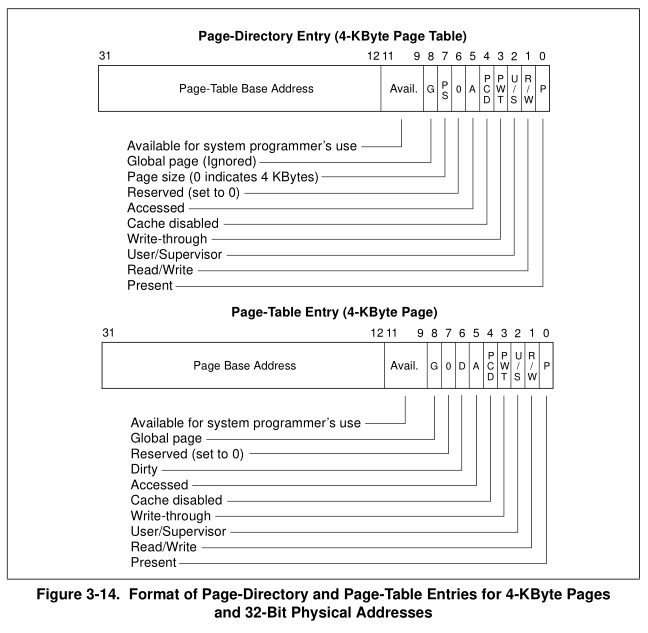 Page-Directory Entry (4-KByte Page Table)
31 12 11 9 8 7 6 5 4 3 2 1 0
Page-Table Base Address Avail. G PS 0 A PCD PWT U/S R/W P
Available for system programmer's use
Global page (Ignored)
Page size (0 indicates 4 KBytes)
Reserved (set to 0)
Accessed
Cache disabled
Write-through
User/Supervisor
Read/Write
Present
Page-Table Entry (4-KByte Page)
31 12 11 9 8 7 6 5 4 3 2 1 0
Page Base Address Avail. G 0 D A PCD PWT U/S R/W P
Available for system programmer's use
Global page
Reserved (set to 0)
Dirty
Accessed
Cache disabled
Write-through
User/Supervisor
Read/Write
Present
Figure 3-14. Format of Page-Directory and Page-Table Entries for 4-KByte Pages
and 32-Bit Physical Addresses